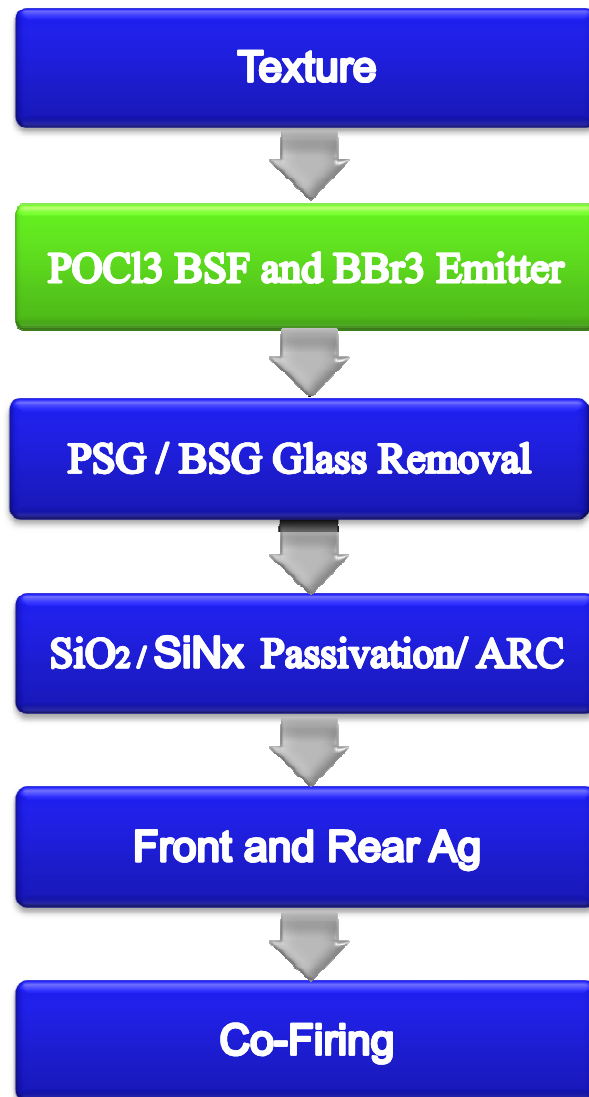 Texture
POCl3 BSF and BBr3 Emitter
PSG / BSG Glass Removal
SiO₂ / SiNx Passivation/ ARC
Front and Rear Ag
Co-Firing